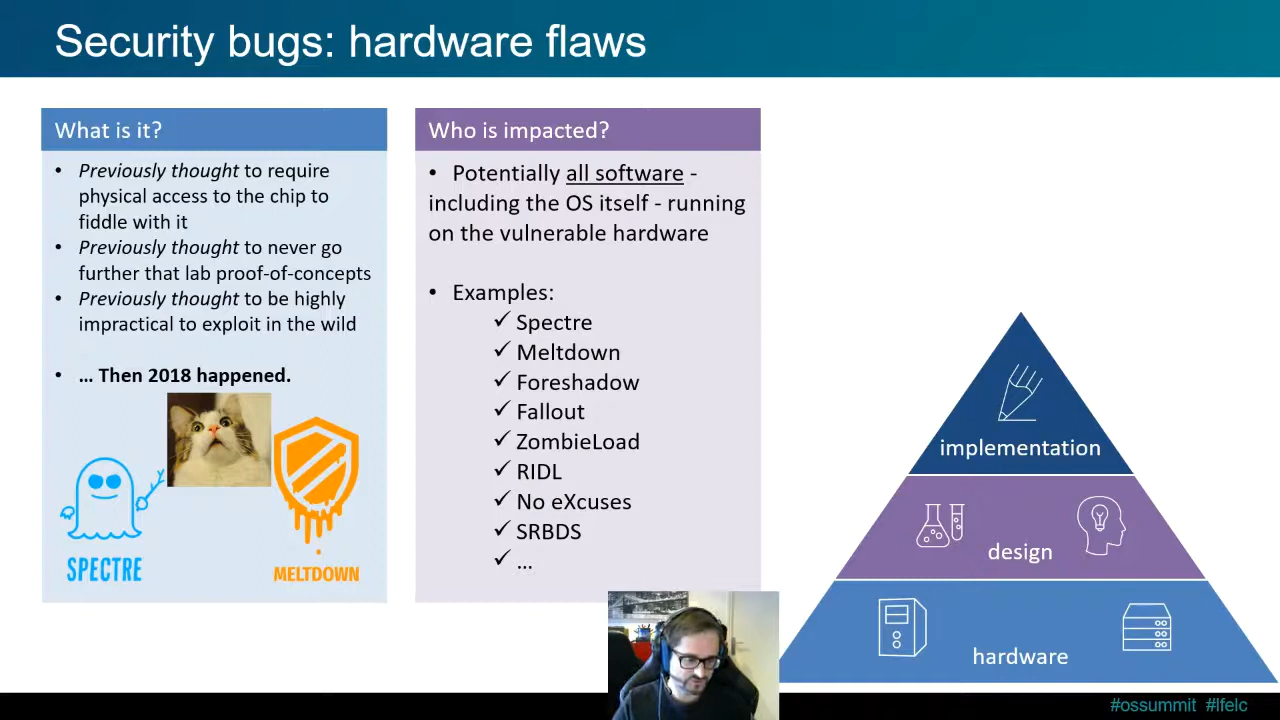 Security bugs: hardware flaws
What is it?
• Previously thought to require
physical access to the chip to
fiddle with it
• Previously thought to never go
further that lab proof-of-concepts
• Previously thought to be highly
impractical to exploit in the wild
• … Then 2018 happened.
SPECTRE
MELTDOWN
Who is impacted?
• Potentially all software -
including the OS itself - running
on the vulnerable hardware
• Examples:
✓ Spectre
✓ Meltdown
✓ Foreshadow
✓ Fallout
✓ ZombieLoad
✓ RIDL
✓ No eXcuses
✓ SRBDS
✓ …
implementation
design
hardware
#ossummit #lfelc